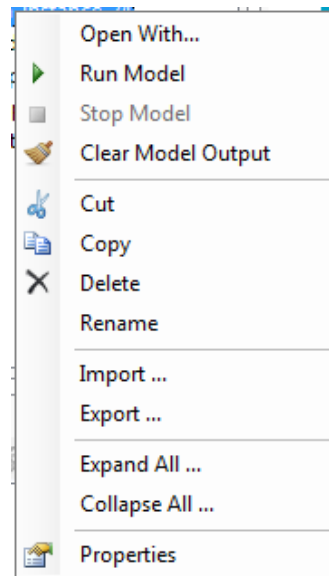 Open With...
Run Model
Stop Model
Clear Model Output
Cut
Copy
Delete
Rename
Import ...
Export ...
Expand All ...
Collapse All ...
Properties